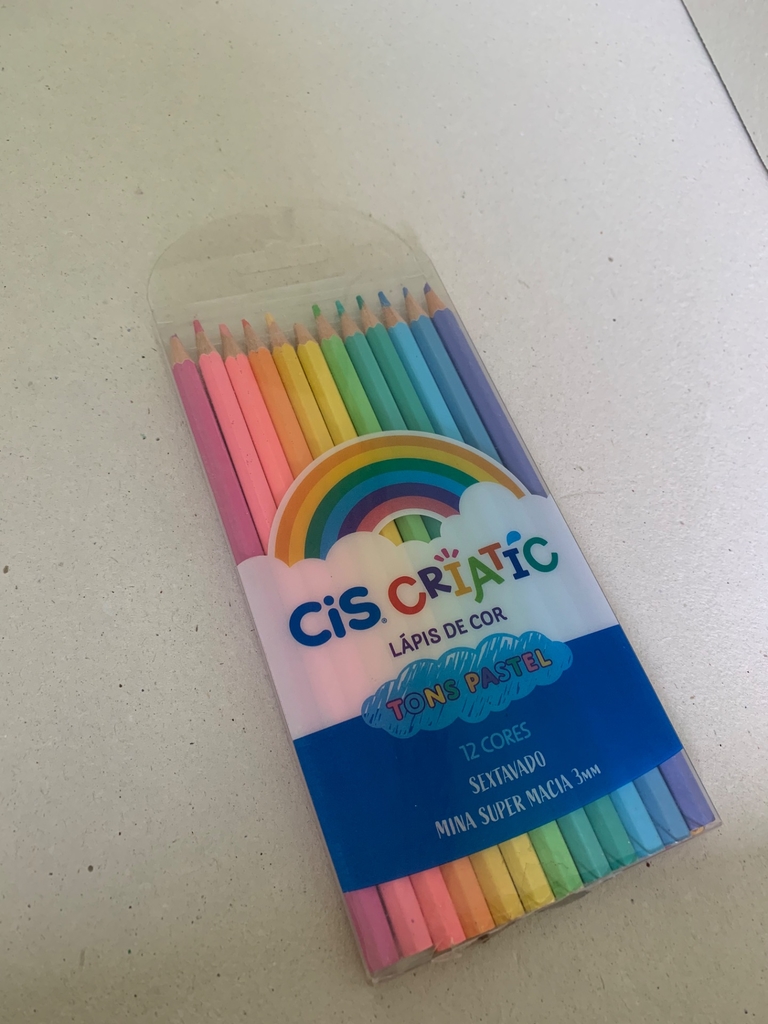 CiS CRIATIC
LÁPIS DE COR
TONS PASTEL
12 CORES
SEXTAVADO
MINA SUPER MACIA 3MM